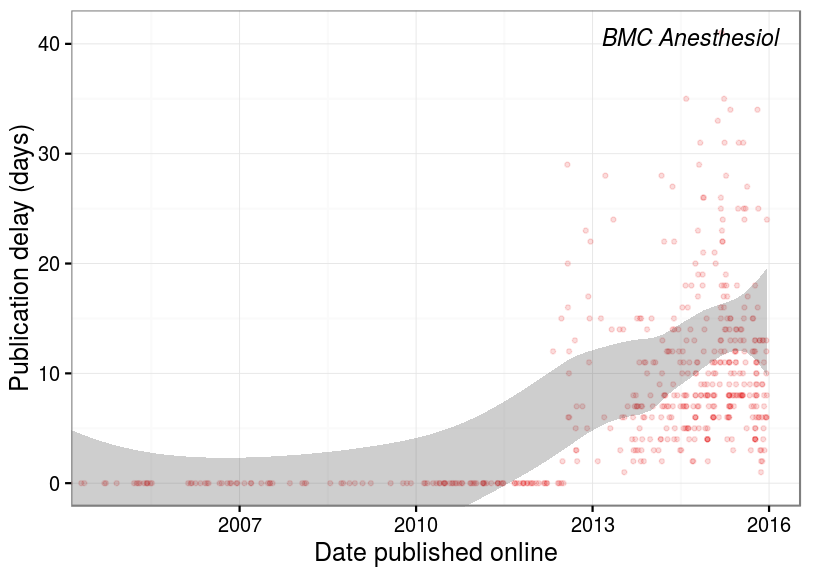 BMC Anesthesiol
Publication delay (days)
40
30
20
10
0
2007 2010 2013 2016
Date published online